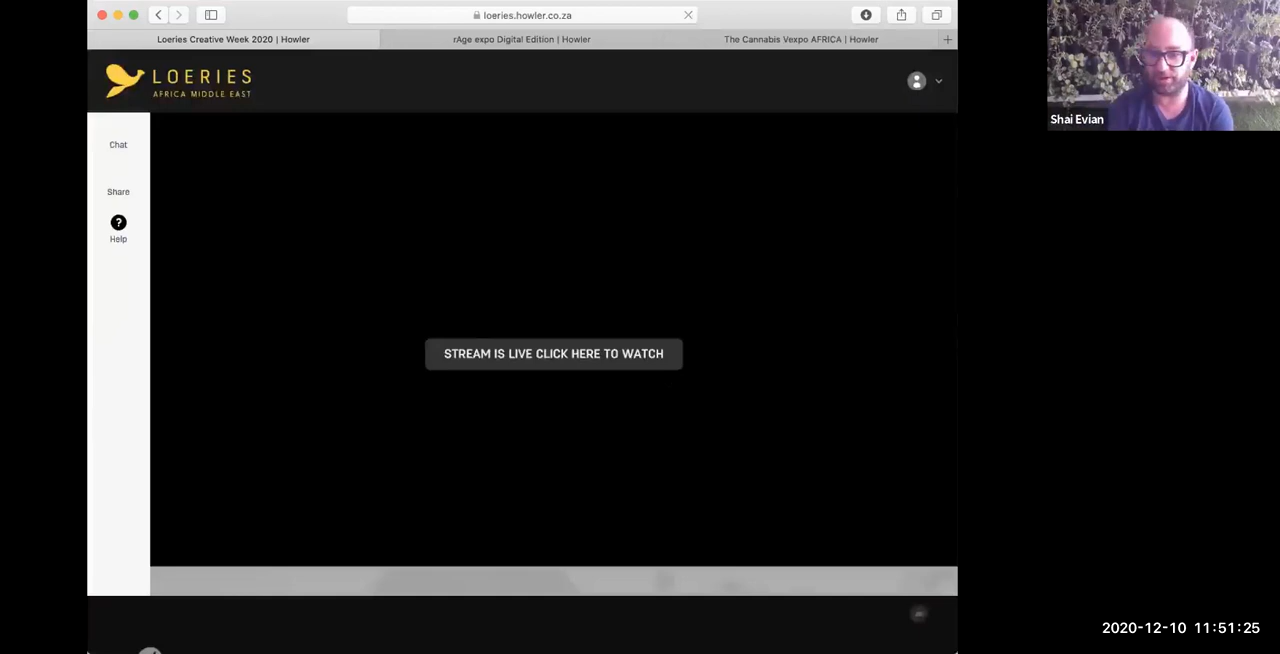 loeries.howler.co.za
Loeries Creative Week 2020 | Howler
rAge expo Digital Edition | Howler
The Cannabis Vexpo AFRICA | Howler
LOERIES
AFRICA MIDDLE EAST
Shai Evian
Chat
Share
?
Help
STREAM IS LIVE CLICK HERE TO WATCH
2020-12-10 11:51:25